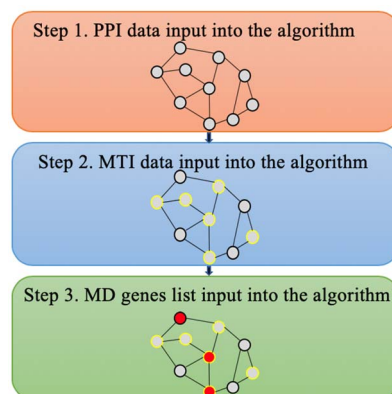 Step 1. PPI data input into the algorithm
Step 2. MTI data input into the algorithm
Step 3. MD genes list input into the algorithm